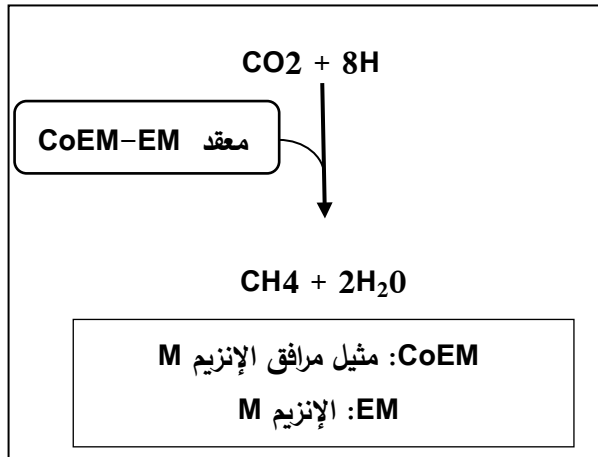 CO2 + 8H
معقد CoEM-EM
CH4 + 2H₂0
CoEM: مثيل مرافق الإنزيم M
EM: الإنزيم M